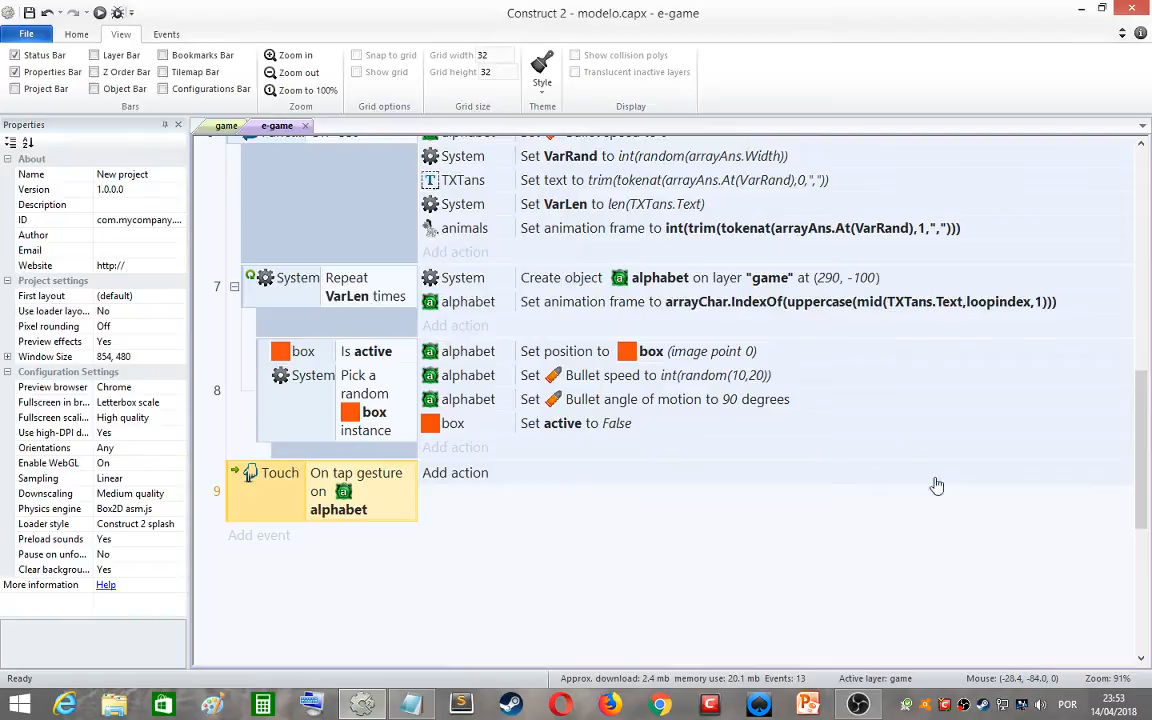 Construct 2 - modelo.capx - e-game
File Home View Events
Status Bar Layer Bar Bookmarks Bar
Properties Bar Z Order Bar Tilemap Bar
Project Bar Object Bar Configurations Bar
Bars
Zoom in
Zoom out
Zoom to 100%
Zoom
Snap to grid
Show grid
Grid options
Grid width 32
Grid height 32
Grid size
Style
Theme
Show collision polys
Translucent inactive layers
Display
Properties
About
Name New project
Version 1.0.0.0
Description
ID com.mycompany....
Author
Email
Website http://
Project settings
First layout (default)
Use loader layo... No
Pixel rounding Off
Preview effects Yes
Window Size 854, 480
Configuration Settings
Preview browser Chrome
Fullscreen in br... Letterbox scale
Fullscreen scali... High quality
Use high-DPI d... Yes
Orientations Any
Enable WebGL On
Sampling Linear
Downscaling Medium quality
Physics engine Box2D asm.js
Loader style Construct 2 splash
Preload sounds Yes
Pause on unfo... No
Clear backgrou... Yes
More information Help
game e-game
System Set VarRand to int(random(arrayAns.Width))
T TXTans Set text to trim(tokenat(arrayAns.At(VarRand),0,","))
System Set VarLen to len(TXTans.Text)
animals Set animation frame to int(trim(tokenat(arrayAns.At(VarRand),1,",")))
Add action
7 System Repeat VarLen times
System Create object a alphabet on layer "game" at (290, -100)
a alphabet Set animation frame to arrayChar.IndexOf(uppercase(mid(TXTans.Text,loopindex,1)))
Add action
8 box Is active
System Pick a random box instance
a alphabet Set position to box (image point 0)
a alphabet Set Bullet speed to int(random(10,20))
a alphabet Set Bullet angle of motion to 90 degrees
box Set active to False
Add action
9 Touch On tap gesture on a alphabet
Add action
Add event
Ready Approx. download: 2.4 mb memory use: 20.1 mb Events: 13 Active layer: game Mouse: (-28.4, -84.0, 0) Zoom: 91%
POR
23:53
14/04/2018